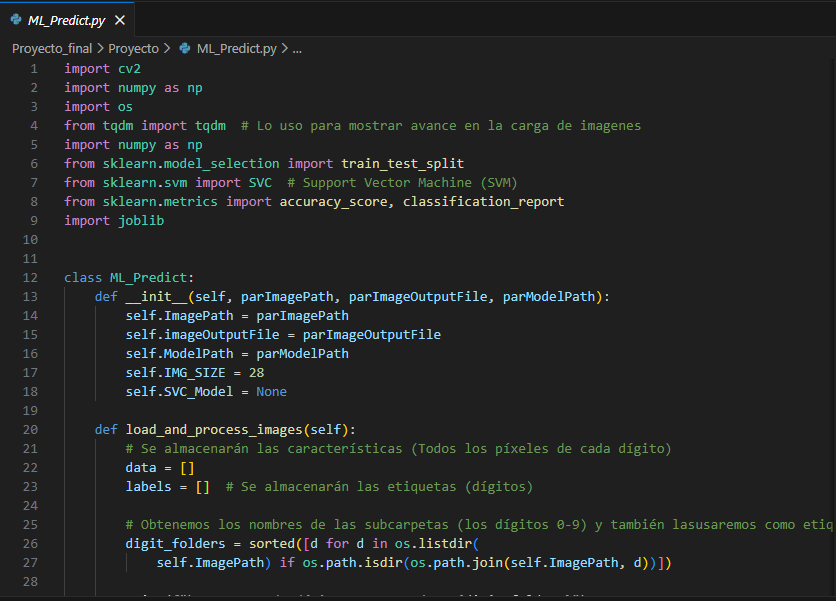 ML_Predict.py ×
Proyecto_final > Proyecto > ML_Predict.py > ...
1 import cv2
2 import numpy as np
3 import os
4 from tqdm import tqdm  # Lo uso para mostrar avance en la carga de imagenes
5 import numpy as np
6 from sklearn.model_selection import train_test_split
7 from sklearn.svm import SVC  # Support Vector Machine (SVM)
8 from sklearn.metrics import accuracy_score, classification_report
9 import joblib
10
11
12 class ML_Predict:
13     def __init__(self, parImagePath, parImageOutputFile, parModelPath):
14         self.ImagePath = parImagePath
15         self.imageOutputFile = parImageOutputFile
16         self.ModelPath = parModelPath
17         self.IMG_SIZE = 28
18         self.SVC_Model = None
19
20     def load_and_process_images(self):
21         # Se almacenarán las características (Todos los píxeles de cada dígito)
22         data = []
23         labels = []  # Se almacenarán las etiquetas (dígitos)
24
25         # Obtenemos los nombres de las subcarpetas (los dígitos 0-9) y también lasusaremos como etiq
26         digit_folders = sorted([d for d in os.listdir(
27             self.ImagePath) if os.path.isdir(os.path.join(self.ImagePath, d))])
28